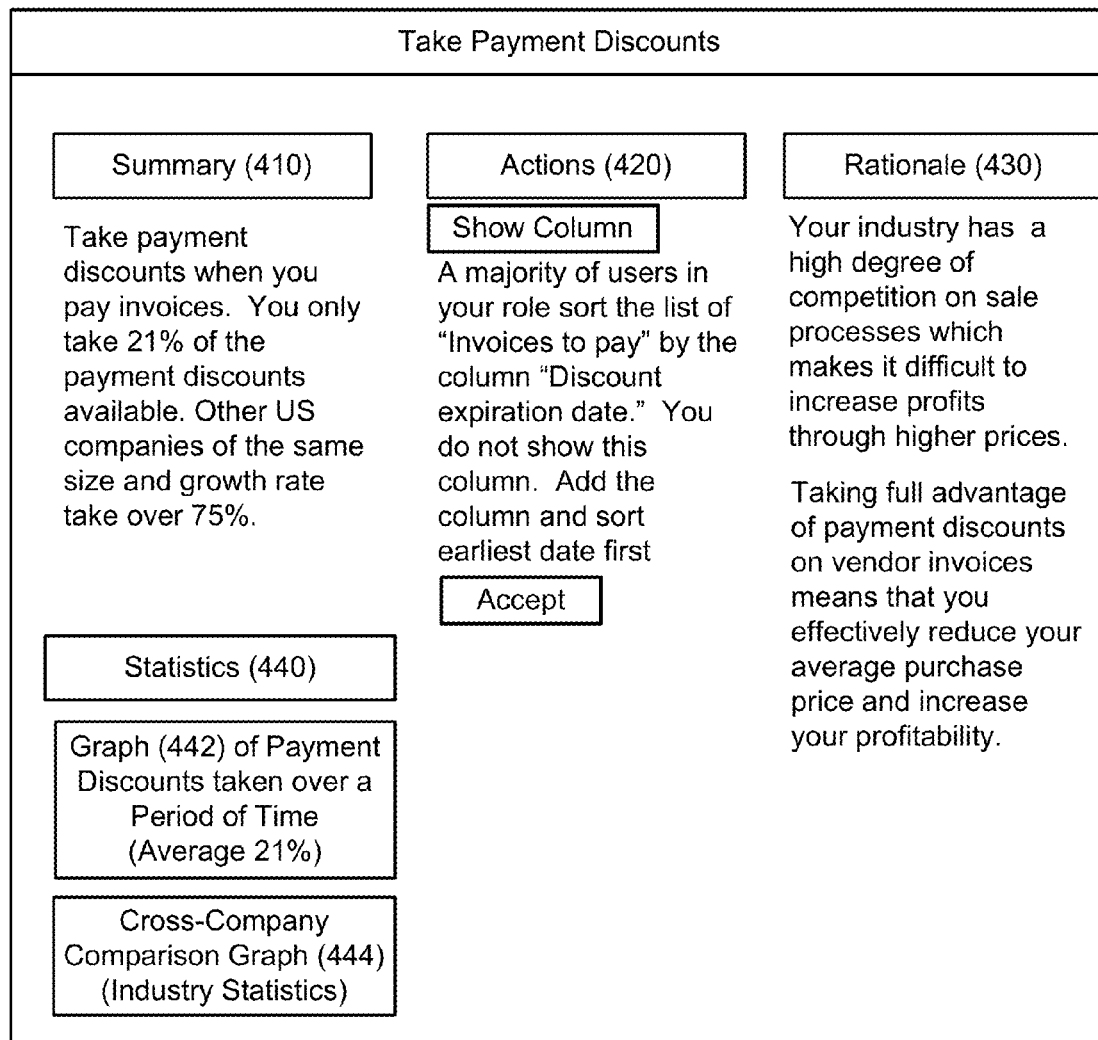 Take Payment Discounts
Summary (410)
Take payment
discounts when you
pay invoices.  You only
take 21% of the
payment discounts
available. Other US
companies of the same
size and growth rate
take over 75%.
Actions (420)
Show Column
A majority of users in
your role sort the list of
“Invoices to pay” by the
column “Discount
expiration date.”  You
do not show this
column.  Add the
column and sort
earliest date first
Accept
Rationale (430)
Your industry has  a
high degree of
competition on sale
processes which
makes it difficult to
increase profits
through higher prices.
Taking full advantage
of payment discounts
on vendor invoices
means that you
effectively reduce your
average purchase
price and increase
your profitability.
Statistics (440)
Graph (442) of Payment
Discounts taken over a
Period of Time
(Average 21%)
Cross-Company
Comparison Graph (444)
(Industry Statistics)